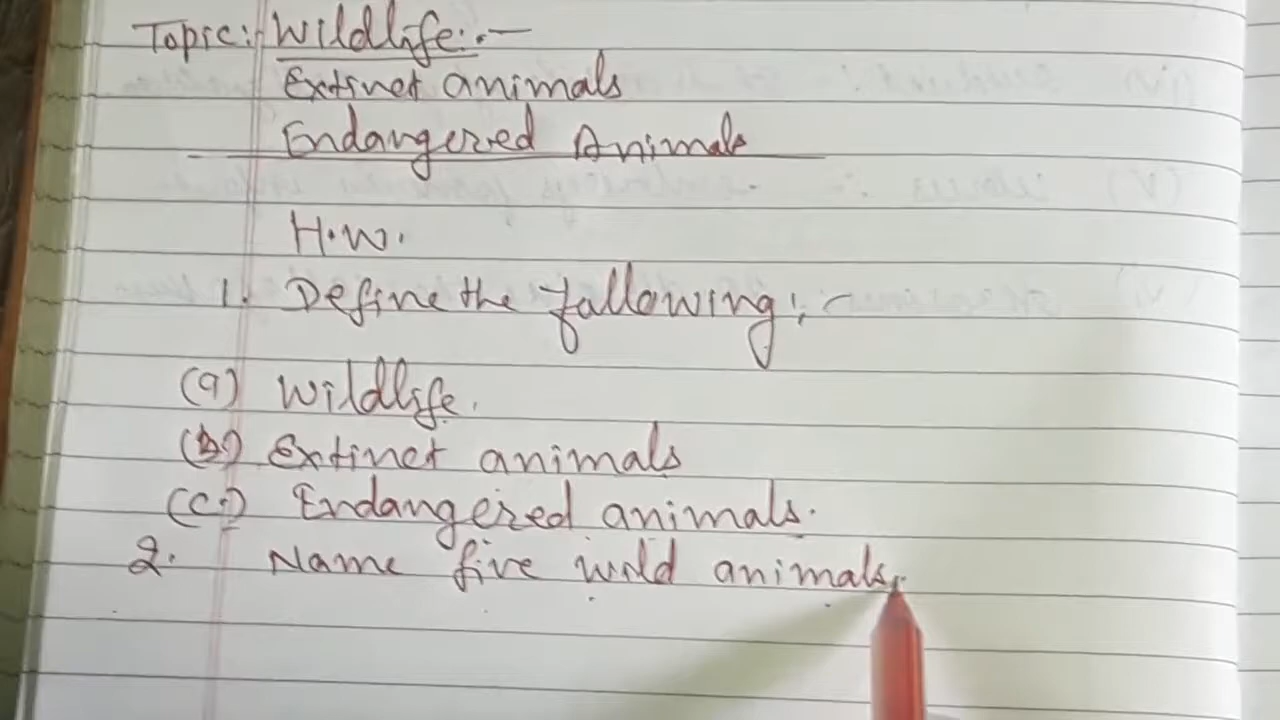 Topic: Wildlife:-
Extinct animals
Endangered Animals
H.W.
1. Define the following:-
(a) Wildlife.
(b) Extinct animals
(c) Endangered animals.
2. Name five wild animals.